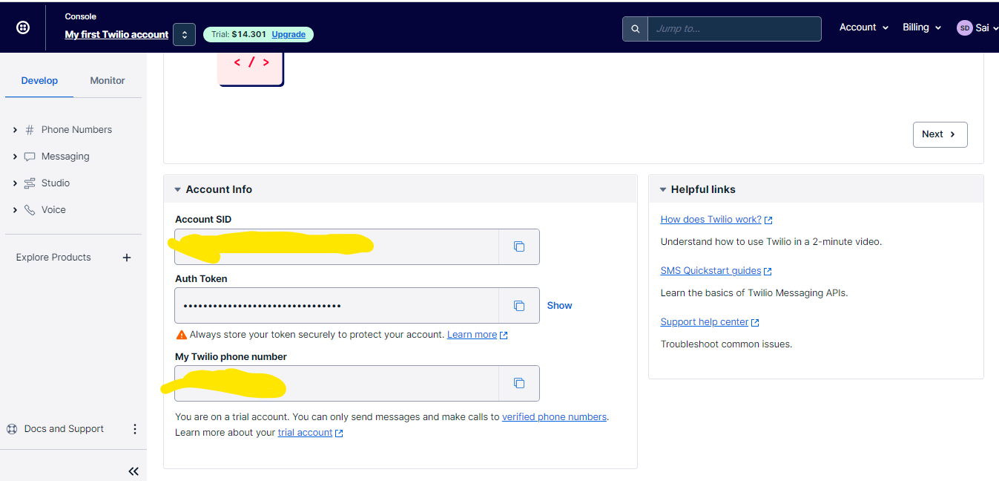 Console
My first Twilio account
Trial: $14.301 Upgrade
Jump to...
Account
Billing
SD Sai
Develop
Monitor
</>
Phone Numbers
Messaging
Studio
Voice
Explore Products +
Docs and Support
Next
Account Info
Account SID
Auth Token
••••••••••••••••••••••••••••••••
Show
Always store your token securely to protect your account. Learn more
My Twilio phone number
You are on a trial account. You can only send messages and make calls to verified phone numbers.
Learn more about your trial account
Helpful links
How does Twilio work?
Understand how to use Twilio in a 2-minute video.
SMS Quickstart guides
Learn the basics of Twilio Messaging APIs.
Support help center
Troubleshoot common issues.